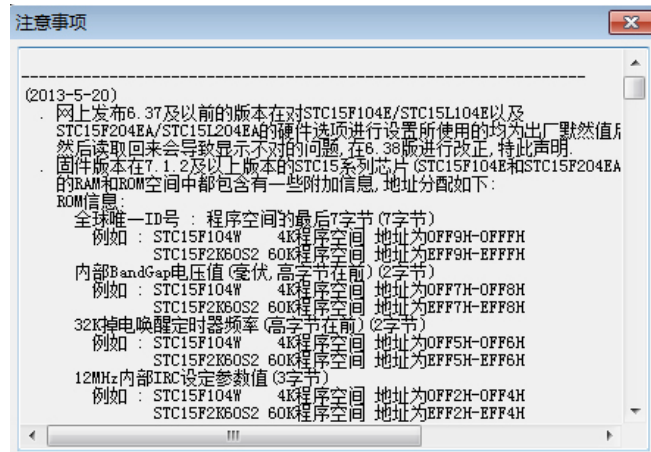 注意事项
--------------------------------------------------------------
(2013-5-20)
. 网上发布6.37及以前的版本在对STC15F104E/STC15L104E以及
STC15F204EA/STC15L204EA的硬件选项进行设置所使用的均为出厂默然值,
然后读取回来会导致显示不对的问题,在6.38版进行改正,特此声明.
. 固件版本在7.1.2及以上版本的STC15系列芯片(STC15F104E和STC15F204EA
的RAM和ROM空间中都包含有一些附加信息,地址分配如下:
ROM信息:
全球唯一ID号 : 程序空间的最后7字节(7字节)
例如 : STC15F104W 4K程序空间 地址为0FF9H-0FFFH
STC15F2K60S2 60K程序空间 地址为EFF9H-EFFFH
内部BandGap电压值(毫伏,高字节在前)(2字节)
例如 : STC15F104W 4K程序空间 地址为0FF7H-0FF8H
STC15F2K60S2 60K程序空间 地址为EFF7H-EFF8H
32K掉电唤醒定时器频率(高字节在前)(2字节)
例如 : STC15F104W 4K程序空间 地址为0FF5H-0FF6H
STC15F2K60S2 60K程序空间 地址为EFF5H-EFF6H
12MHz内部IRC设定参数值(3字节)
例如 : STC15F104W 4K程序空间 地址为0FF2H-0FF4H
STC15F2K60S2 60K程序空间 地址为EFF2H-EFF4H